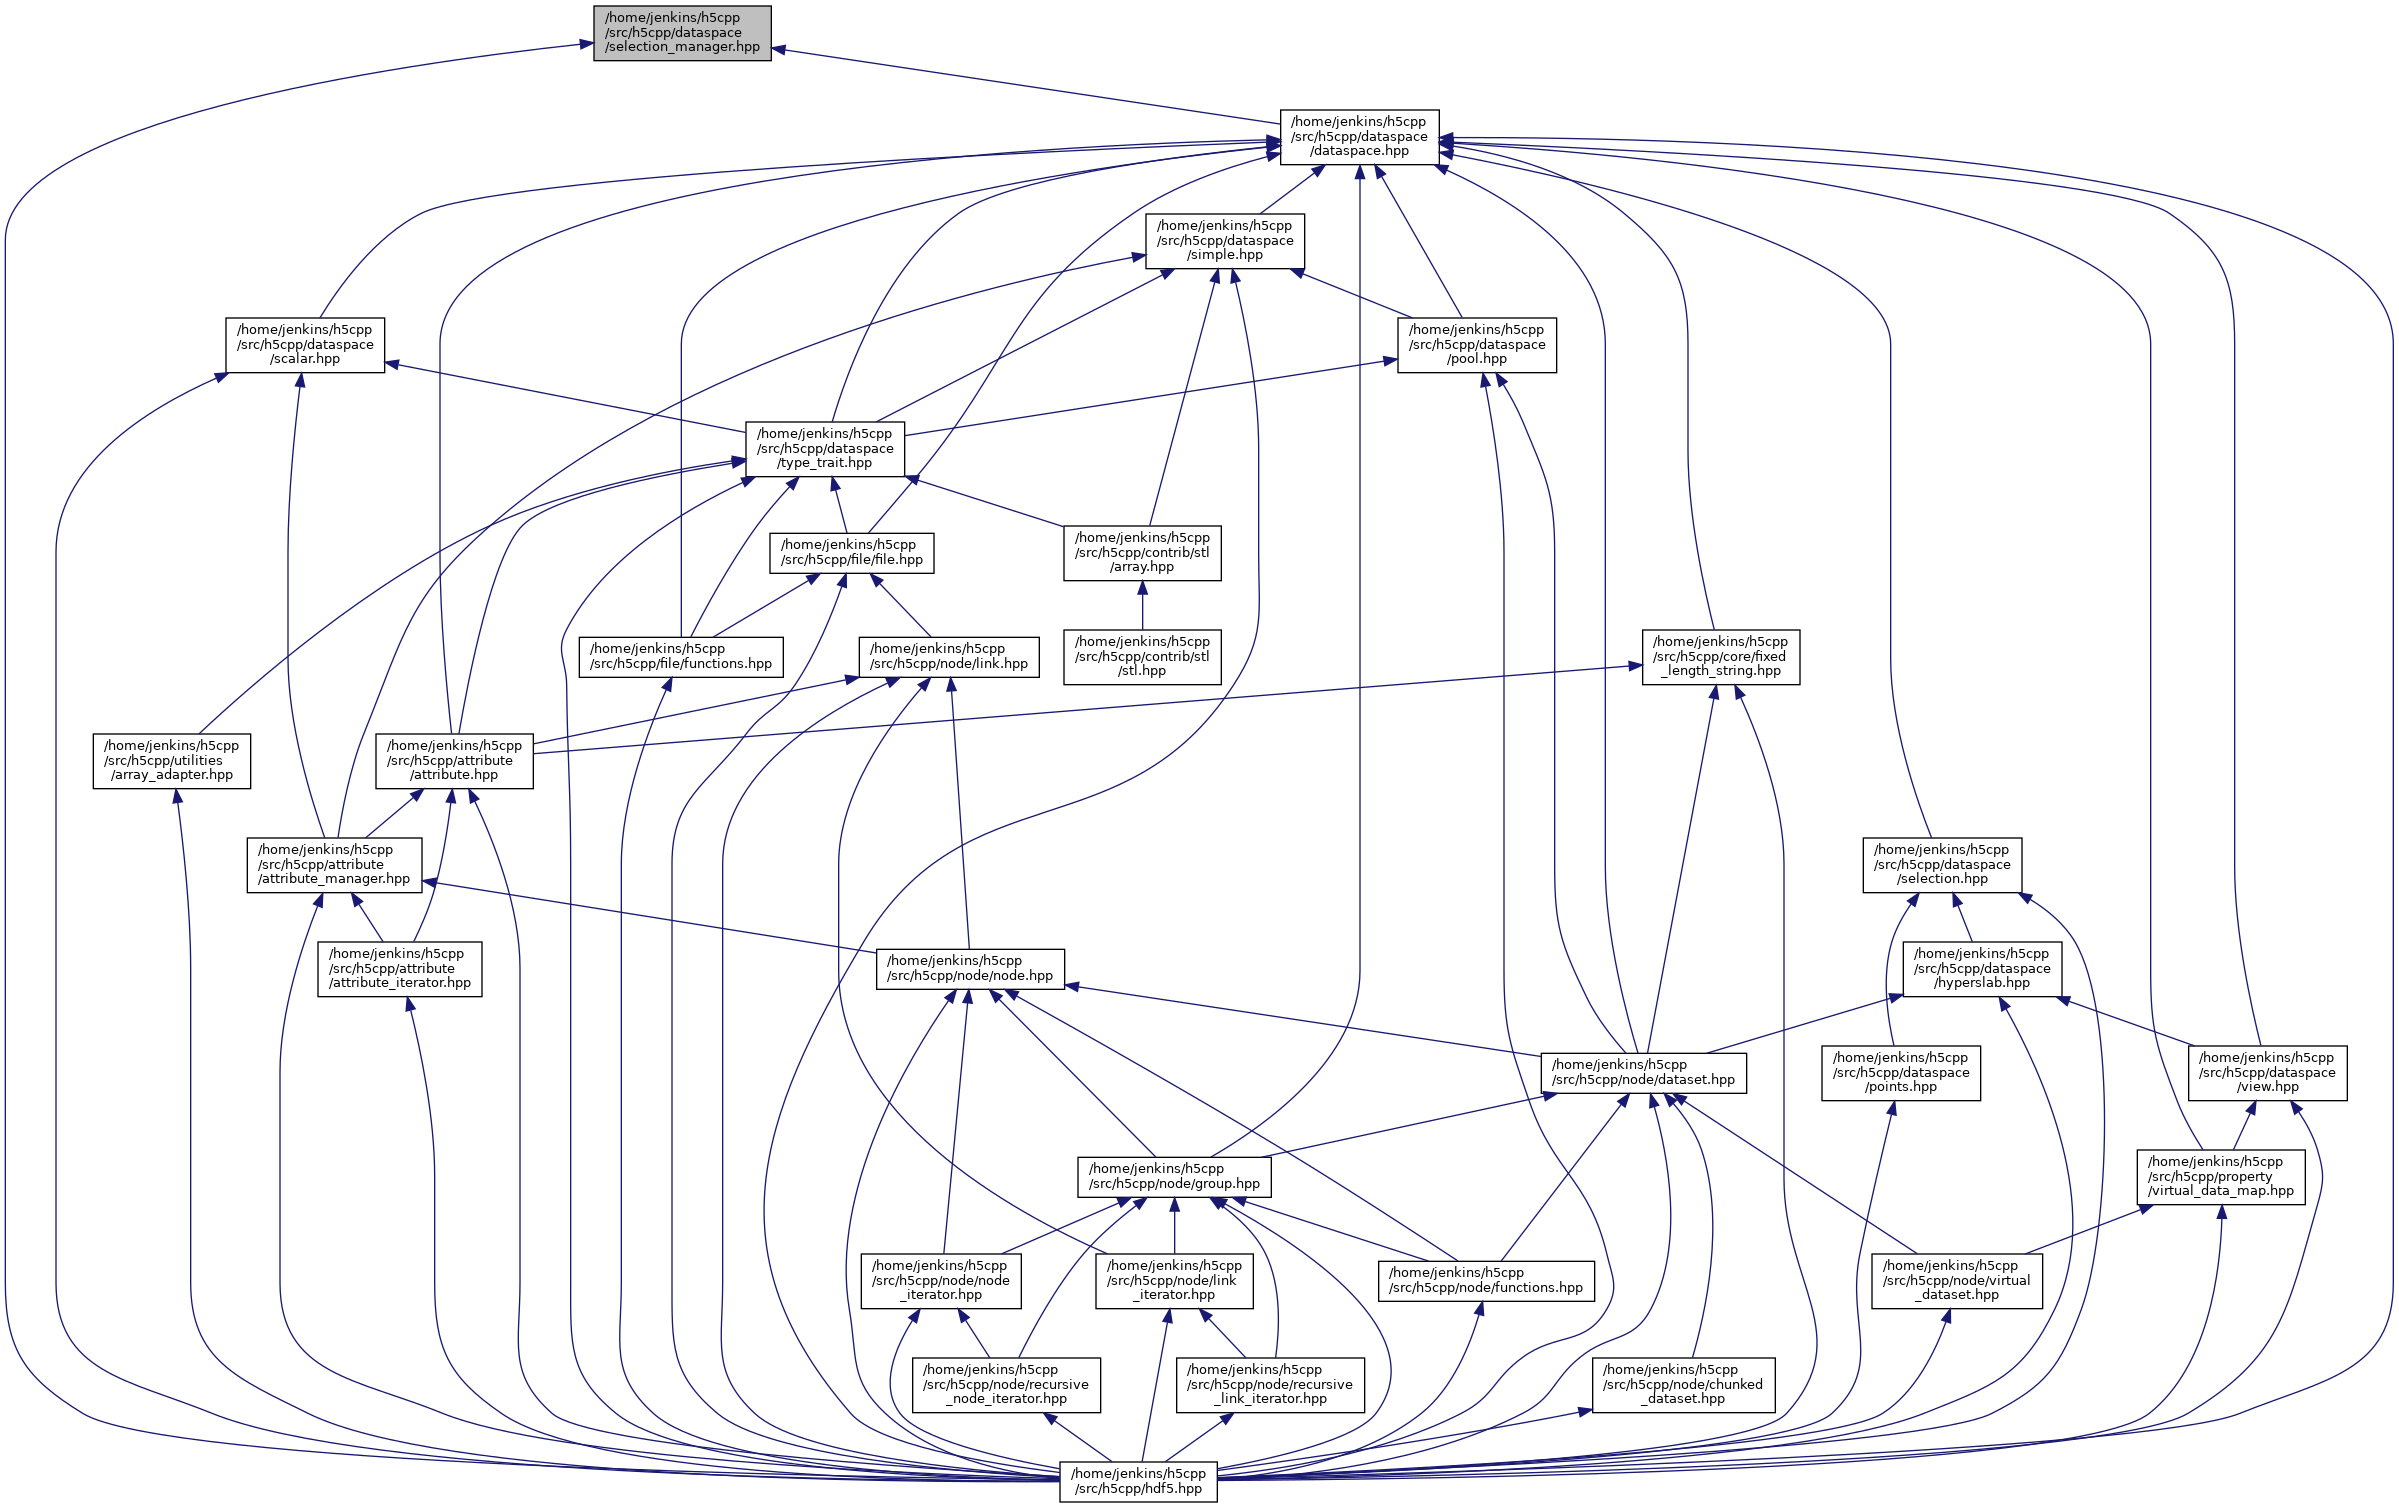 /home/jenkins/h5cpp
/src/h5cpp/dataspace
/selection_manager.hpp
/home/jenkins/h5cpp
/src/h5cpp/dataspace
/dataspace.hpp
/home/jenkins/h5cpp
/src/h5cpp/dataspace
/simple.hpp
/home/jenkins/h5cpp
/src/h5cpp/dataspace
/scalar.hpp
/home/jenkins/h5cpp
/src/h5cpp/dataspace
/pool.hpp
/home/jenkins/h5cpp
/src/h5cpp/dataspace
/type_trait.hpp
/home/jenkins/h5cpp
/src/h5cpp/file/file.hpp
/home/jenkins/h5cpp
/src/h5cpp/contrib/stl
/array.hpp
/home/jenkins/h5cpp
/src/h5cpp/file/functions.hpp
/home/jenkins/h5cpp
/src/h5cpp/node/link.hpp
/home/jenkins/h5cpp
/src/h5cpp/contrib/stl
/stl.hpp
/home/jenkins/h5cpp
/src/h5cpp/core/fixed
_length_string.hpp
/home/jenkins/h5cpp
/src/h5cpp/utilities
/array_adapter.hpp
/home/jenkins/h5cpp
/src/h5cpp/attribute
/attribute.hpp
/home/jenkins/h5cpp
/src/h5cpp/attribute
/attribute_manager.hpp
/home/jenkins/h5cpp
/src/h5cpp/dataspace
/selection.hpp
/home/jenkins/h5cpp
/src/h5cpp/attribute
/attribute_iterator.hpp
/home/jenkins/h5cpp
/src/h5cpp/node/node.hpp
/home/jenkins/h5cpp
/src/h5cpp/dataspace
/hyperslab.hpp
/home/jenkins/h5cpp
/src/h5cpp/node/dataset.hpp
/home/jenkins/h5cpp
/src/h5cpp/dataspace
/points.hpp
/home/jenkins/h5cpp
/src/h5cpp/dataspace
/view.hpp
/home/jenkins/h5cpp
/src/h5cpp/node/group.hpp
/home/jenkins/h5cpp
/src/h5cpp/property
/virtual_data_map.hpp
/home/jenkins/h5cpp
/src/h5cpp/node/node
_iterator.hpp
/home/jenkins/h5cpp
/src/h5cpp/node/link
_iterator.hpp
/home/jenkins/h5cpp
/src/h5cpp/node/functions.hpp
/home/jenkins/h5cpp
/src/h5cpp/node/virtual
_dataset.hpp
/home/jenkins/h5cpp
/src/h5cpp/node/recursive
_node_iterator.hpp
/home/jenkins/h5cpp
/src/h5cpp/node/recursive
_link_iterator.hpp
/home/jenkins/h5cpp
/src/h5cpp/node/chunked
_dataset.hpp
/home/jenkins/h5cpp
/src/h5cpp/hdf5.hpp